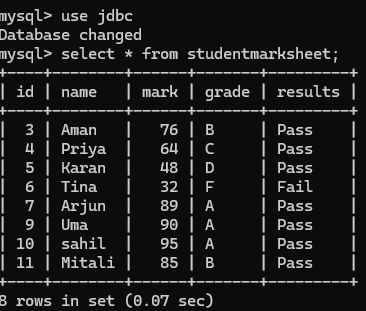 mysql> use jdbc
Database changed
mysql> select * from studentmarksheet;
+----+--------+------+-------+---------+
| id | name   | mark | grade | results |
+----+--------+------+-------+---------+
|  3 | Aman   |   76 | B     | Pass    |
|  4 | Priya  |   64 | C     | Pass    |
|  5 | Karan  |   48 | D     | Pass    |
|  6 | Tina   |   32 | F     | Fail    |
|  7 | Arjun  |   89 | A     | Pass    |
|  9 | Uma    |   90 | A     | Pass    |
| 10 | sahil  |   95 | A     | Pass    |
| 11 | Mitali |   85 | B     | Pass    |
+----+--------+------+-------+---------+
8 rows in set (0.07 sec)